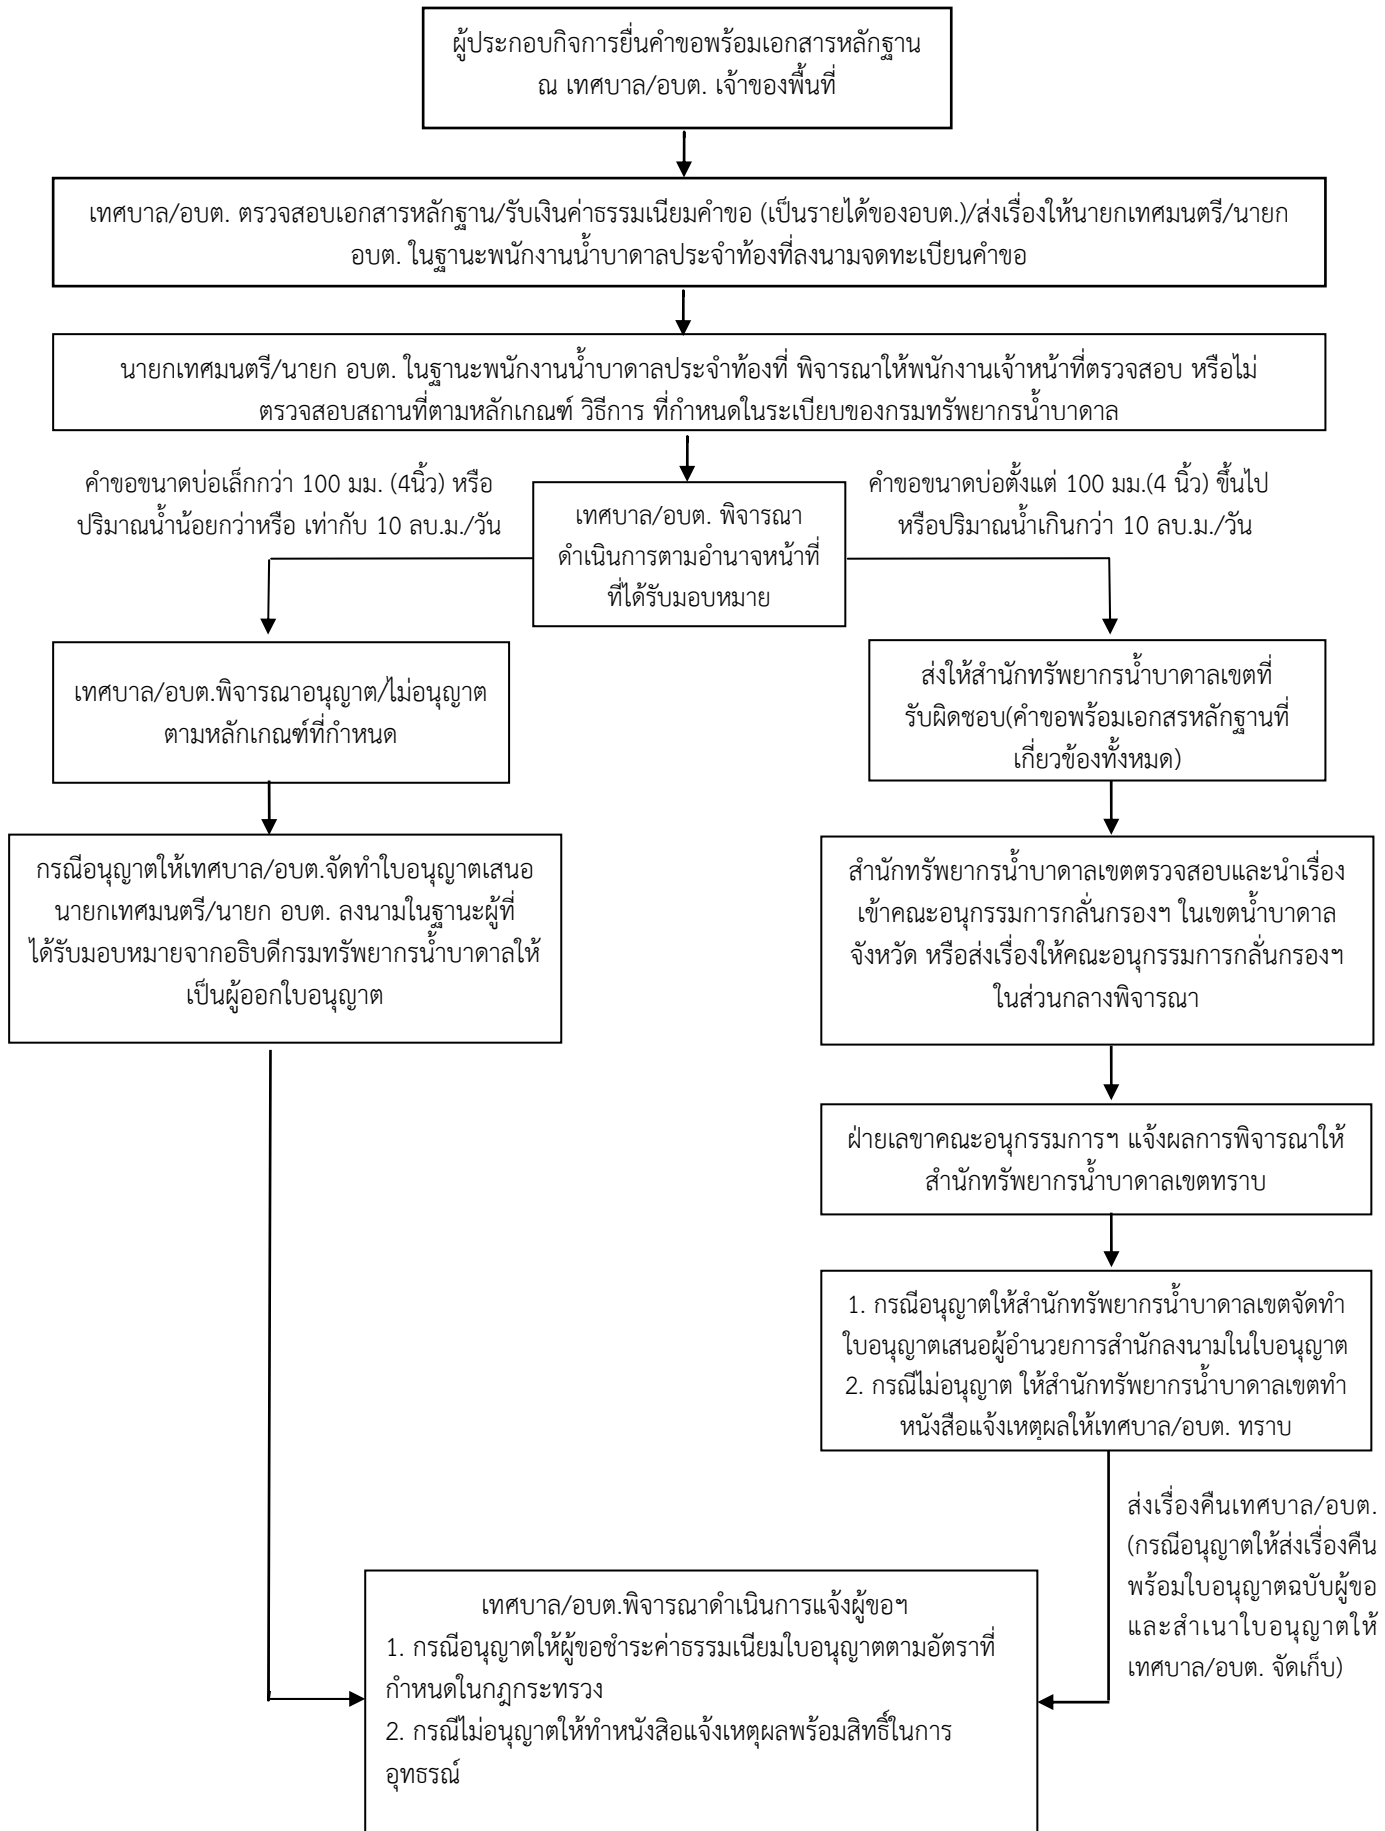 ผู้ประกอบกิจการยื่นคำขอพร้อมเอกสารหลักฐาน
ณ เทศบาล/อบต. เจ้าของพื้นที่
เทศบาล/อบต. ตรวจสอบเอกสารหลักฐาน/รับเงินค่าธรรมเนียมคำขอ (เป็นรายได้ของอบต.)/ส่งเรื่องให้นายกเทศมนตรี/นายก
อบต. ในฐานะพนักงานน้ำบาดาลประจำท้องที่ลงนามจดทะเบียนคำขอ
นายกเทศมนตรี/นายก อบต. ในฐานะพนักงานน้ำบาดาลประจำท้องที่ พิจารณาให้พนักงานเจ้าหน้าที่ตรวจสอบ หรือไม่
ตรวจสอบสถานที่ตามหลักเกณฑ์ วิธีการ ที่กำหนดในระเบียบของกรมทรัพยากรน้ำบาดาล
คำขอขนาดบ่อเล็กกว่า 100 มม. (4นิ้ว) หรือ
ปริมาณน้ำน้อยกว่าหรือ เท่ากับ 10 ลบ.ม./วัน
เทศบาล/อบต. พิจารณา
ดำเนินการตามอำนาจหน้าที่
ที่ได้รับมอบหมาย
คำขอขนาดบ่อตั้งแต่ 100 มม.(4 นิ้ว) ขึ้นไป
หรือปริมาณน้ำเกินกว่า 10 ลบ.ม./วัน
เทศบาล/อบต.พิจารณาอนุญาต/ไม่อนุญาต
ตามหลักเกณฑ์ที่กำหนด
ส่งให้สำนักทรัพยากรน้ำบาดาลเขตที่
รับผิดชอบ(คำขอพร้อมเอกสรหลักฐานที่
เกี่ยวข้องทั้งหมด)
กรณีอนุญาตให้เทศบาล/อบต.จัดทำใบอนุญาตเสนอ
นายกเทศมนตรี/นายก อบต. ลงนามในฐานะผู้ที่
ได้รับมอบหมายจากอธิบดีกรมทรัพยากรน้ำบาดาลให้
เป็นผู้ออกใบอนุญาต
สำนักทรัพยากรน้ำบาดาลเขตตรวจสอบและนำเรื่อง
เข้าคณะอนุกรรมการกลั่นกรองฯ ในเขตน้ำบาดาล
จังหวัด หรือส่งเรื่องให้คณะอนุกรรมการกลั่นกรองฯ
ในส่วนกลางพิจารณา
ฝ่ายเลขาคณะอนุกรรมการฯ แจ้งผลการพิจารณาให้
สำนักทรัพยากรน้ำบาดาลเขตทราบ
1. กรณีอนุญาตให้สำนักทรัพยากรน้ำบาดาลเขตจัดทำ
ใบอนุญาตเสนอผู้อำนวยการสำนักลงนามในใบอนุญาต
2. กรณีไม่อนุญาต ให้สำนักทรัพยากรน้ำบาดาลเขตทำ
หนังสือแจ้งเหตุผลให้เทศบาล/อบต. ทราบ
ส่งเรื่องคืนเทศบาล/อบต.
(กรณีอนุญาตให้ส่งเรื่องคืน
พร้อมใบอนุญาตฉบับผู้ขอ
และสำเนาใบอนุญาตให้
เทศบาล/อบต. จัดเก็บ)
เทศบาล/อบต.พิจารณาดำเนินการแจ้งผู้ขอฯ
1. กรณีอนุญาตให้ผู้ขอชำระค่าธรรมเนียมใบอนุญาตตามอัตราที่
กำหนดในกฎกระทรวง
2. กรณีไม่อนุญาตให้ทำหนังสือแจ้งเหตุผลพร้อมสิทธิ์ในการ
อุทธรณ์